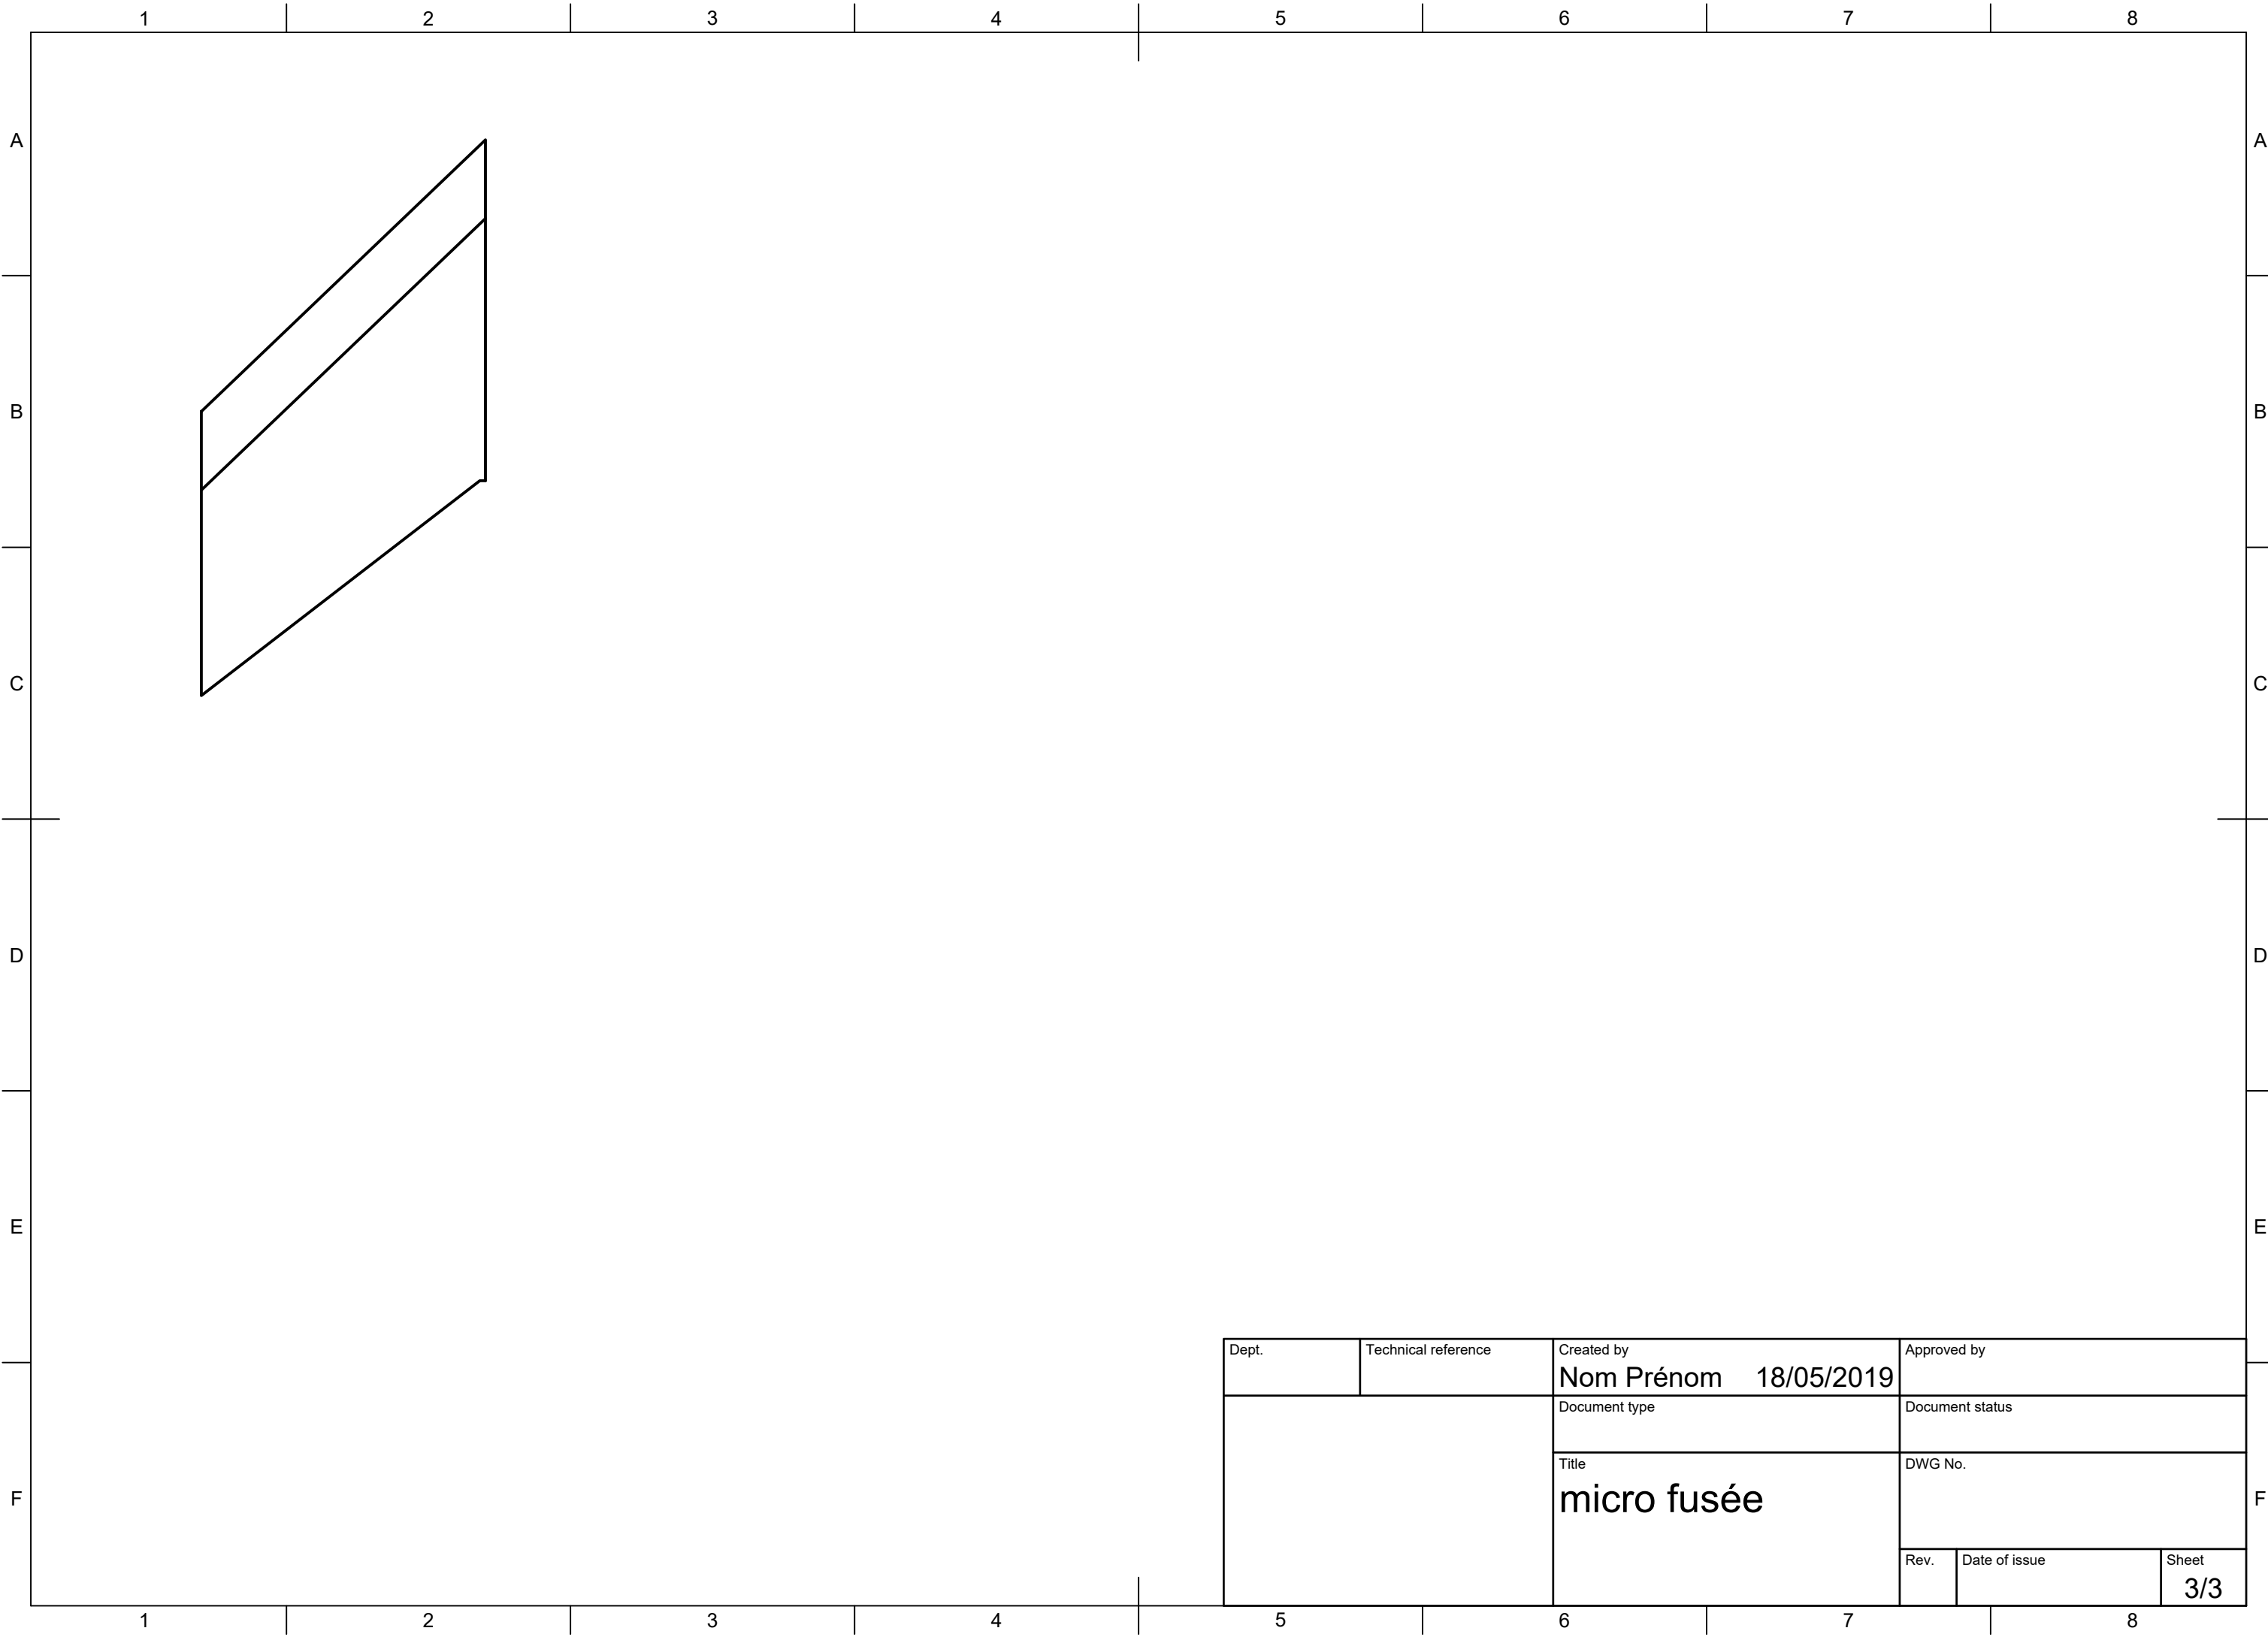 1 2 3 4 5 6 7 8
A A
B B
C C
D D
E E
Dept. Technical reference Created by Approved by
Nom Prénom 18/05/2019
Document type Document status
Title DWG No.
micro fusée
F F
Rev. Date of issue Sheet
3/3
1 2 3 4 5 6 7 8